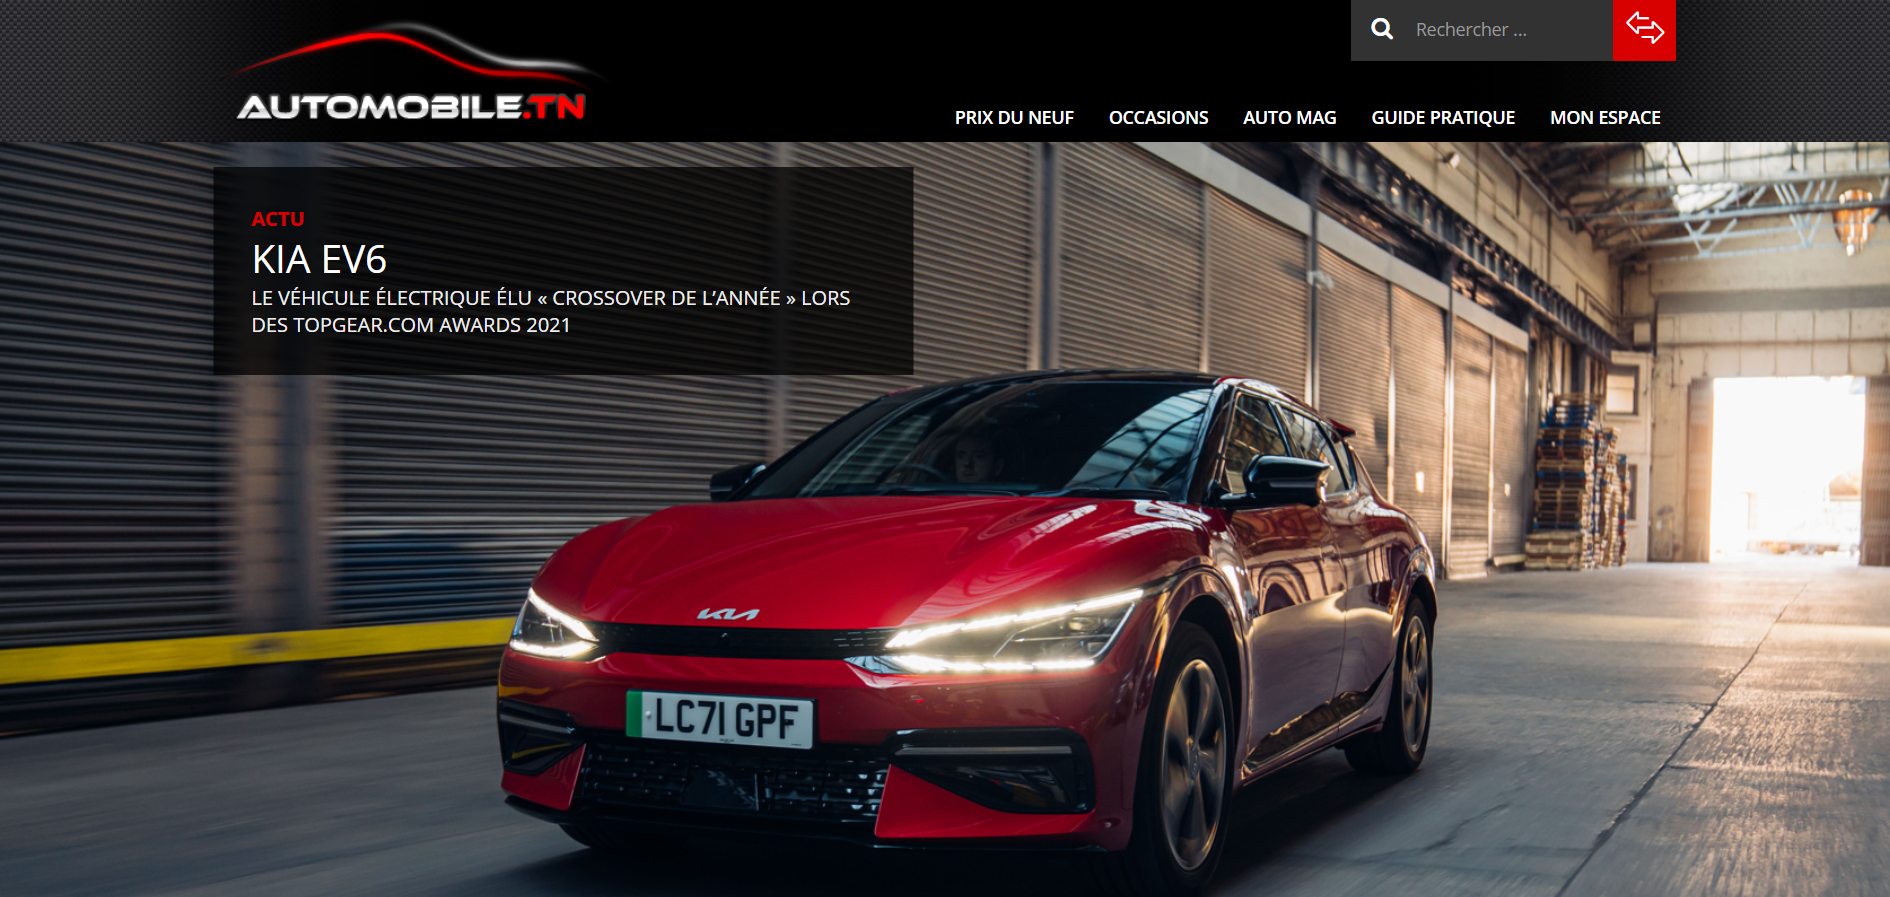 Rechercher ...
AUTOMOBILE.TN
PRIX DU NEUF OCCASIONS AUTO MAG GUIDE PRATIQUE MON ESPACE
ACTU
KIA EV6
LE VÉHICULE ÉLECTRIQUE ÉLU « CROSSOVER DE L’ANNÉE » LORS
DES TOPGEAR.COM AWARDS 2021
KIA
LC71 GPF